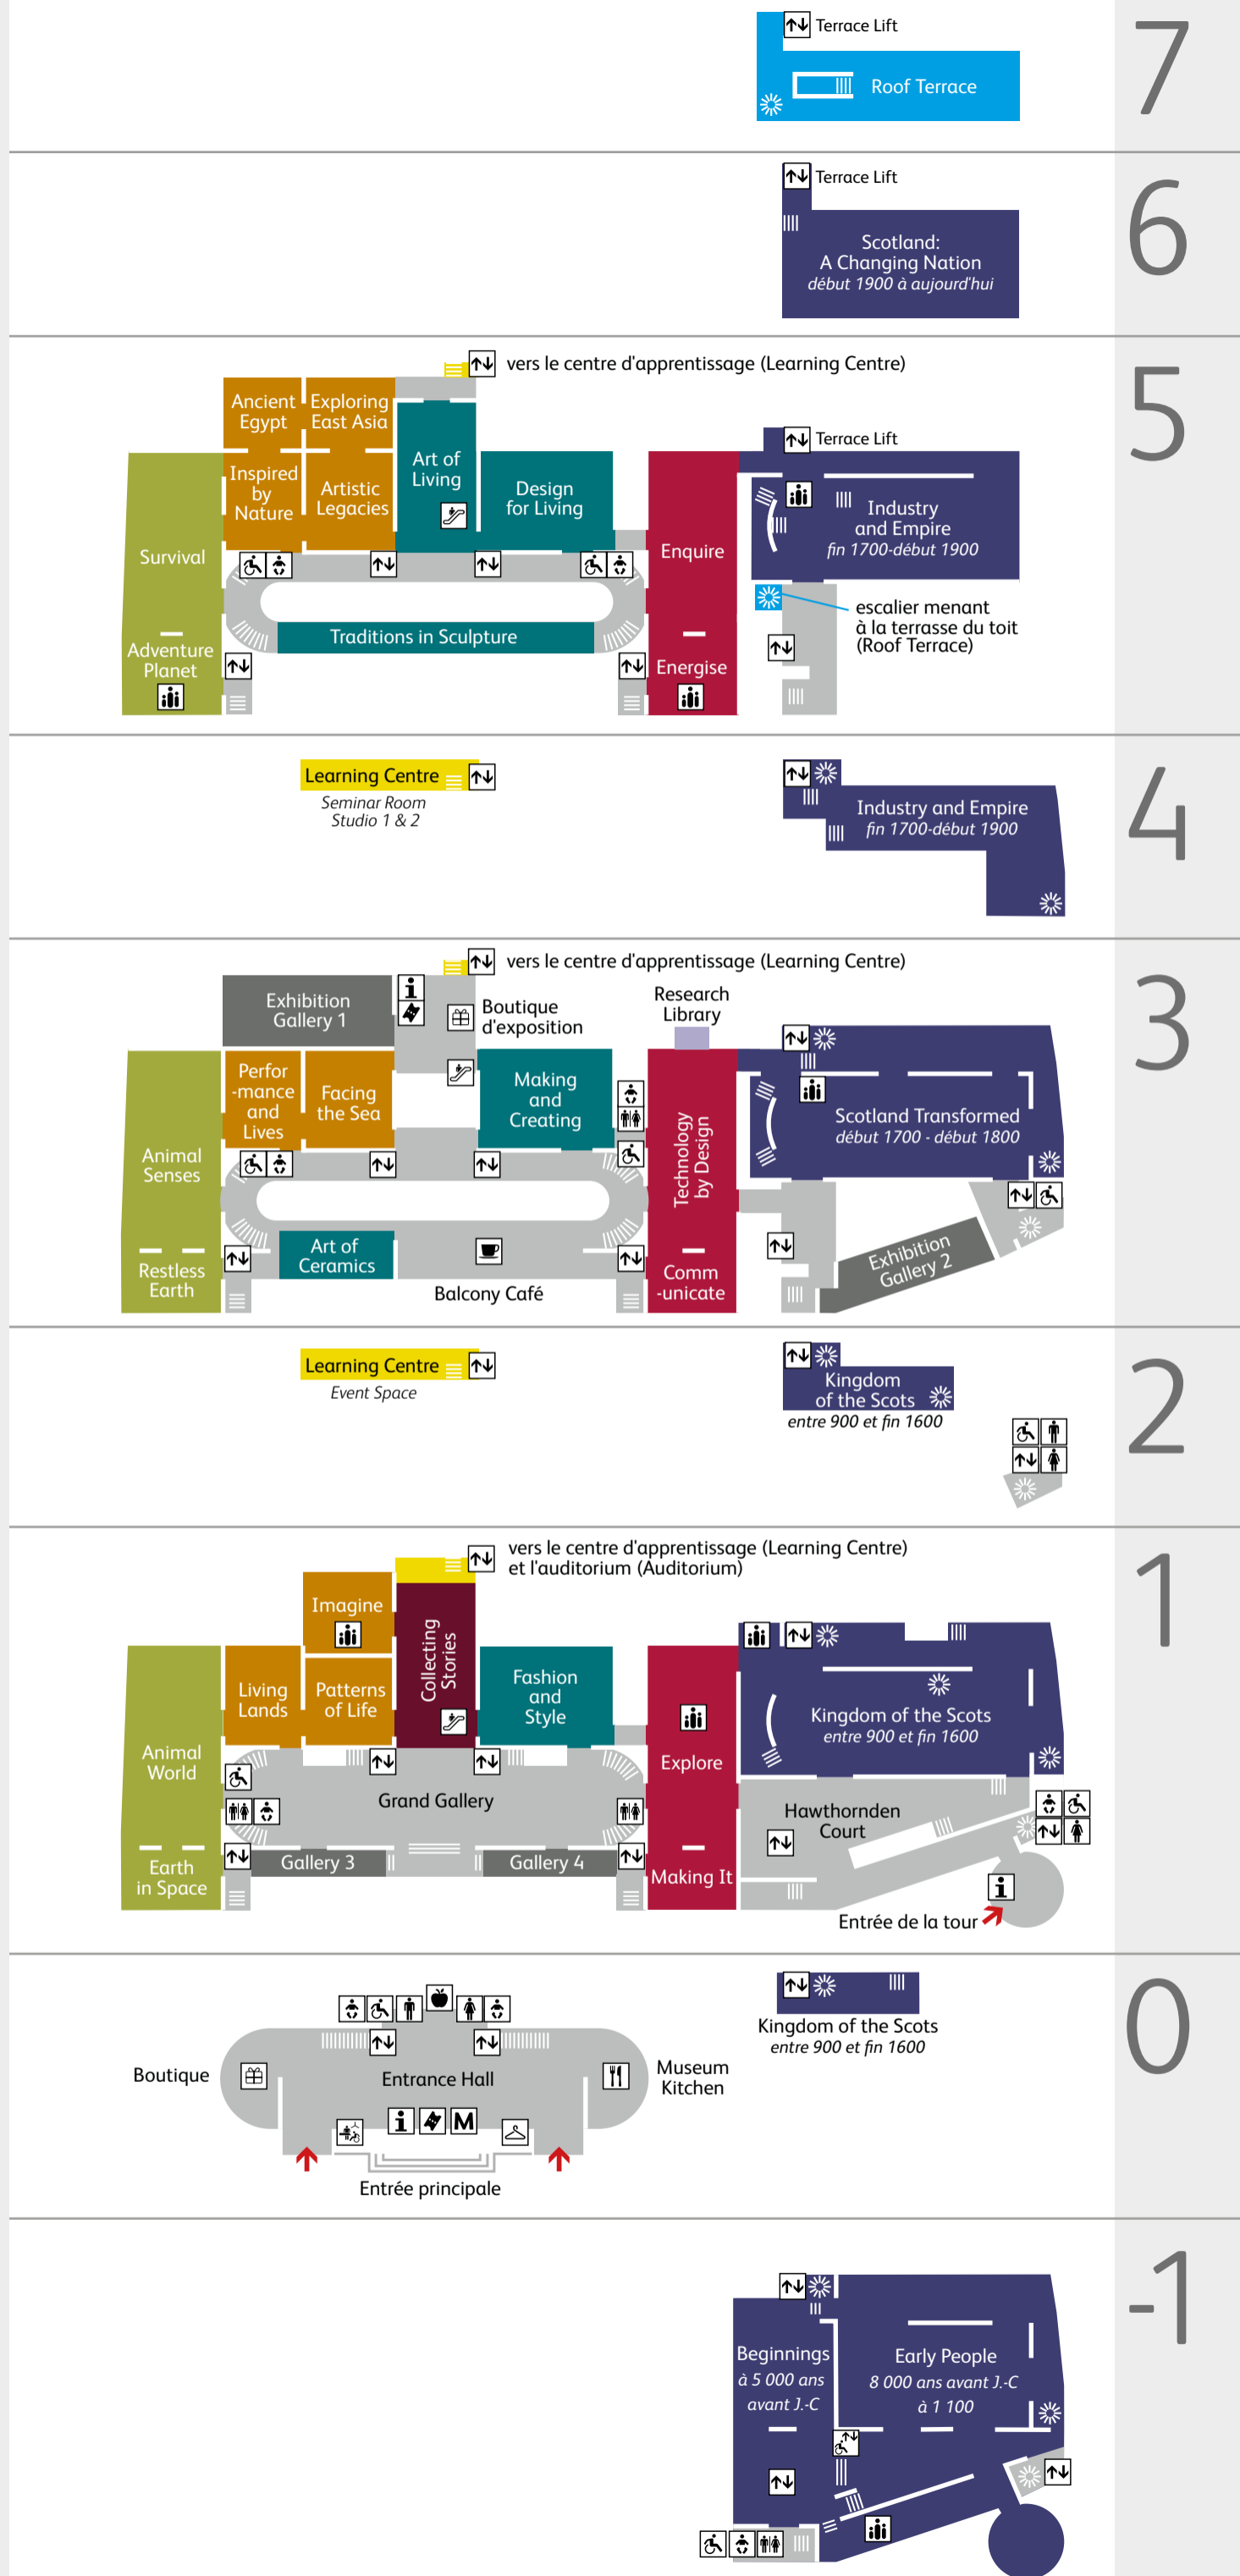 Terrace Lift
Roof Terrace
7
Terrace Lift
Scotland:
A Changing Nation
début 1900 à aujourd'hui
6
vers le centre d'apprentissage (Learning Centre)
5
Ancient
Egypt
Exploring
East Asia
Art of
Living
Terrace Lift
Inspired
by
Nature
Artistic
Legacies
Design
for Living
Industry
and Empire
fin 1700-début 1900
Survival
Enquire
escalier menant
à la terrasse du toit
(Roof Terrace)
Traditions in Sculpture
Adventure
Planet
Energise
Learning Centre
Seminar Room
Studio 1 & 2
Industry and Empire
fin 1700-début 1900
4
vers le centre d'apprentissage (Learning Centre)
3
Exhibition
Gallery 1
Boutique
d'exposition
Research
Library
Perfor
-mance
and
Lives
Facing
the Sea
Making
and
Creating
Scotland Transformed
début 1700 - début 1800
Animal
Senses
Technology
by Design
Restless
Earth
Art of
Ceramics
Balcony Café
Comm
-unicate
Exhibition
Gallery 2
Learning Centre
Event Space
Kingdom
of the Scots
entre 900 et fin 1600
2
vers le centre d'apprentissage (Learning Centre)
et l'auditorium (Auditorium)
1
Imagine
Collecting
Stories
Living
Lands
Patterns
of Life
Fashion
and
Style
Kingdom of the Scots
entre 900 et fin 1600
Animal
World
Explore
Grand Gallery
Hawthornden
Court
Earth
in Space
Gallery 3
Gallery 4
Making It
Entrée de la tour
Kingdom of the Scots
entre 900 et fin 1600
0
Boutique
Entrance Hall
Museum
Kitchen
M
Entrée principale
-1
Beginnings
à 5 000 ans
avant J.-C
Early People
8 000 ans avant J.-C
à 1 100